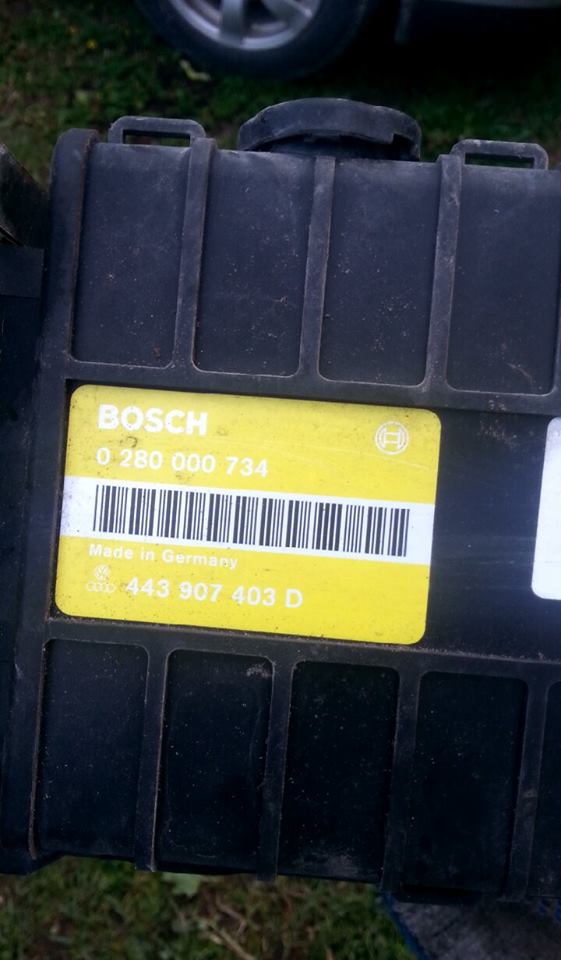 BOSCH
0 280 000 734
Made in Germany
443 907 403 D